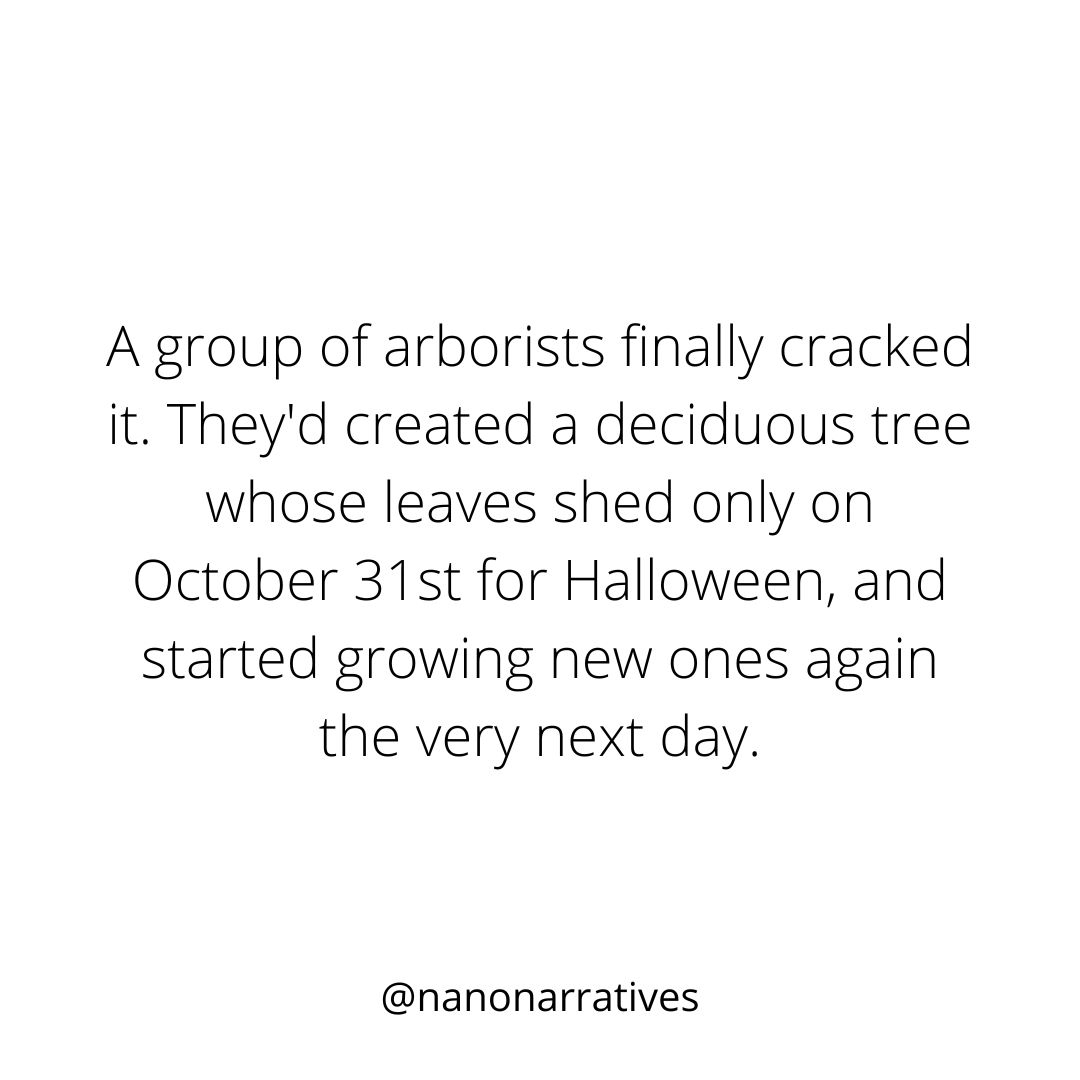 A group of arborists finally cracked
it. They'd created a deciduous tree
whose leaves shed only on
October 31st for Halloween, and
started growing new ones again
the very next day.
@nanonarratives